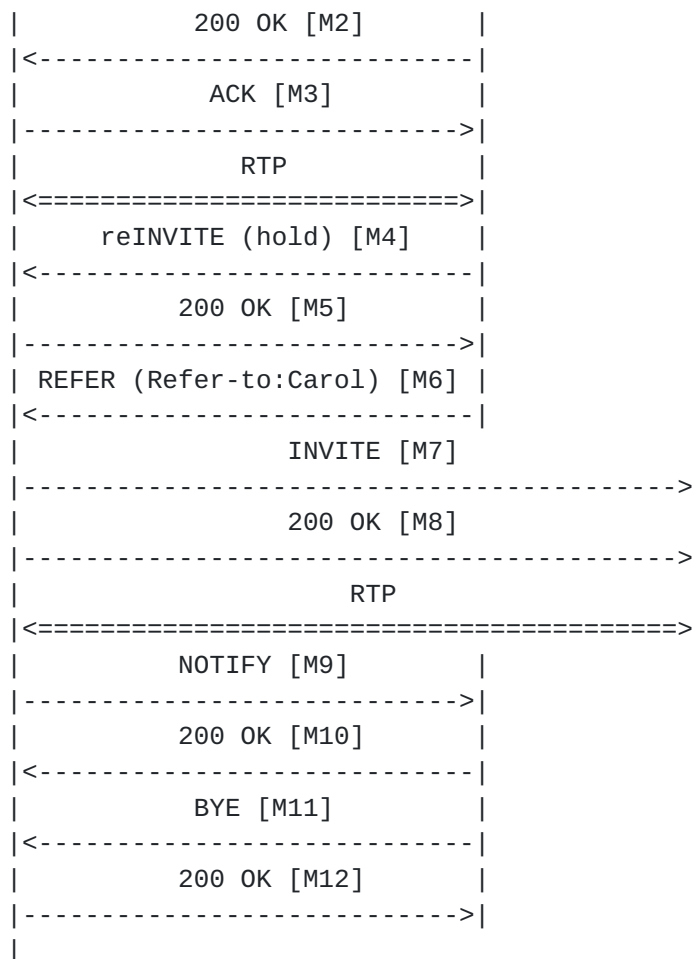 |           200 OK [M2]       |
|<----------------------------|
|            ACK [M3]         |
|---------------------------->|
|              RTP            |
|<===========================>|
|     reINVITE (hold) [M4]    |
|<----------------------------|
|          200 OK [M5]        |
|---------------------------->|
| REFER (Refer-to:Carol) [M6] |
|<----------------------------|
|                 INVITE [M7]
|------------------------------------------>
|                 200 OK [M8]
|------------------------------------------>
|                     RTP
|<=========================================>
|          NOTIFY [M9]        |
|---------------------------->|
|          200 OK [M10]       |
|<----------------------------|
|           BYE [M11]         |
|<----------------------------|
|          200 OK [M12]       |
|---------------------------->|
|